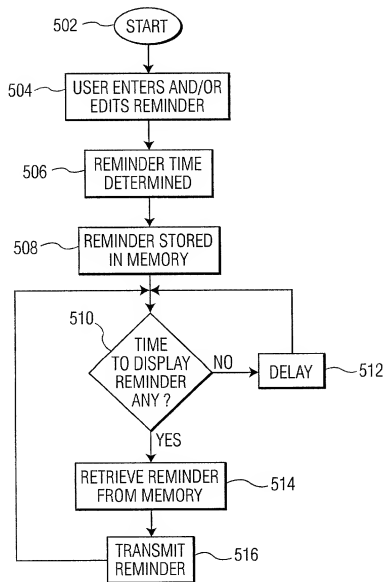 502
START
504
USER ENTERS AND/OR
EDITS REMINDER
506
REMINDER TIME
DETERMINED
508
REMINDER STORED
IN MEMORY
510
TIME
TO DISPLAY
REMINDER
ANY ?
NO
DELAY
512
YES
RETRIEVE REMINDER
FROM MEMORY
514
TRANSMIT
REMINDER
516